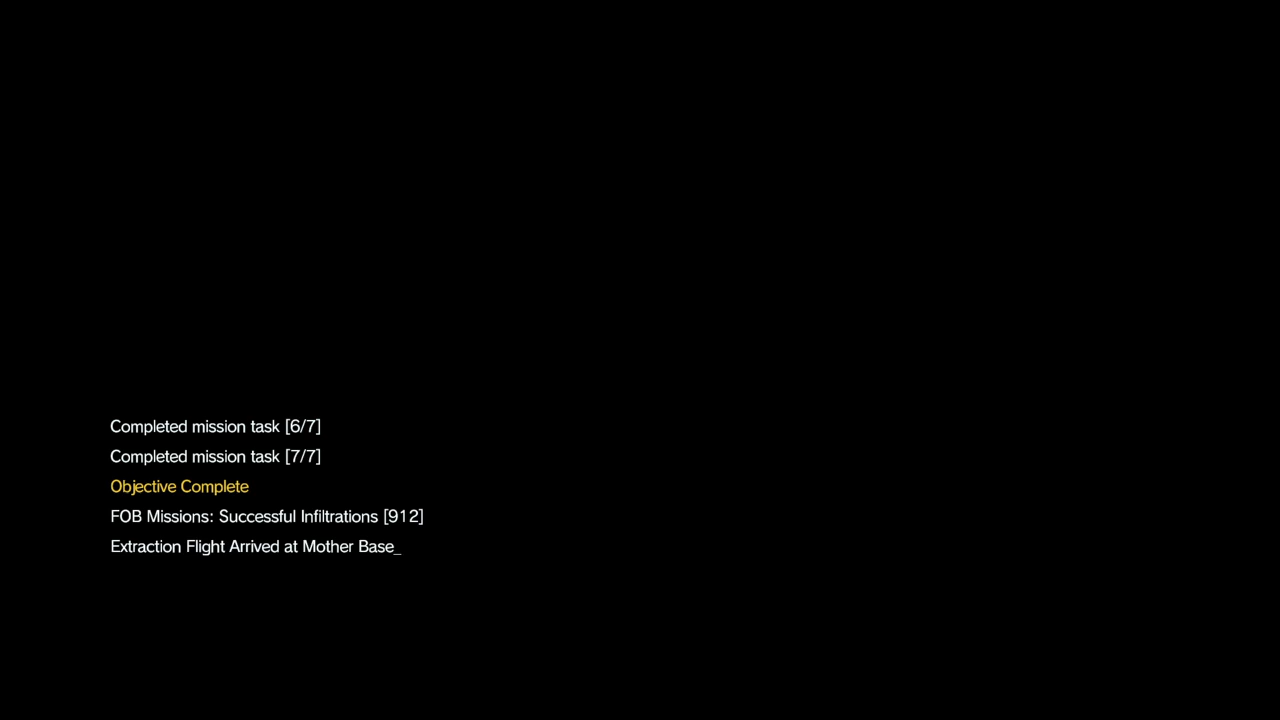 Completed mission task [6/7]
Completed mission task [7/7]
Objective Complete
FOB Missions: Successful Infiltrations [912]
Extraction Flight Arrived at Mother Base_